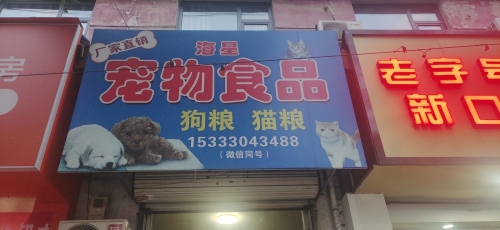 房
厂家直销
海星
宠物食品
狗粮 猫粮
15333043488
（微信同号）
老字号
新口